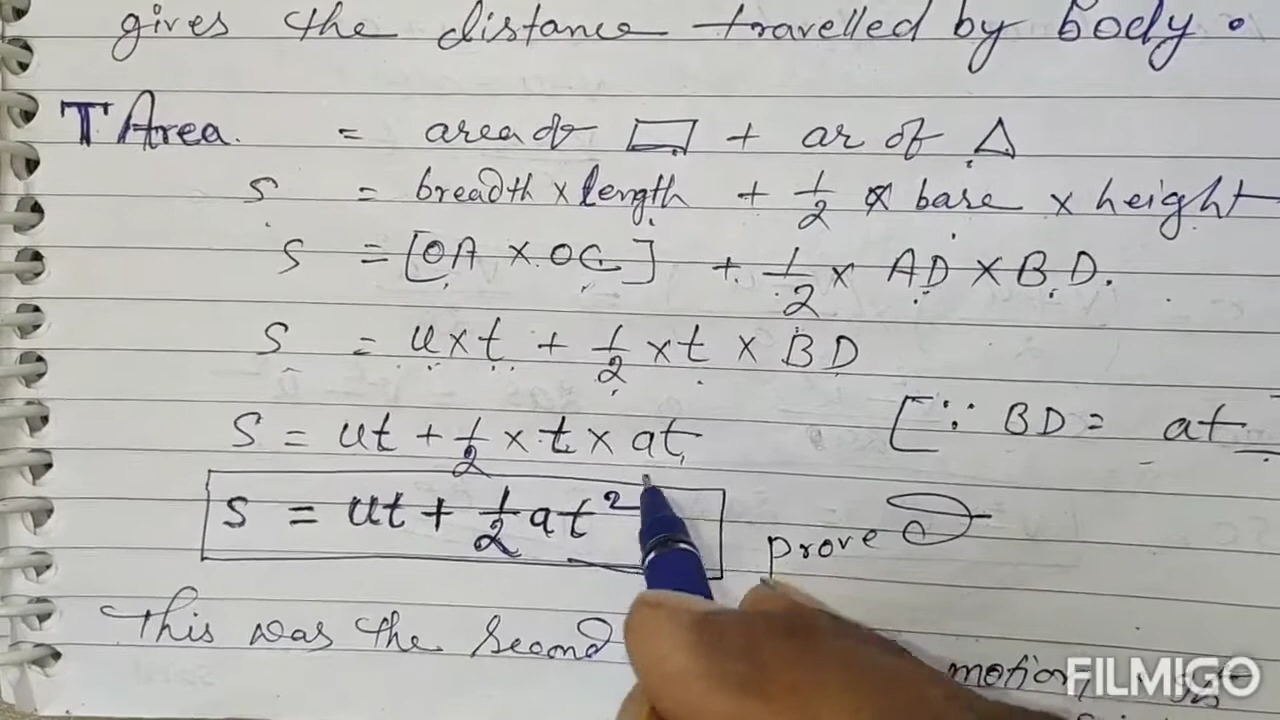 gives the distance travelled by body.
TArea. = area of ▭ + ar of △
S = breadth × length + 1/2 × base × height
S = [OA × OC] + 1/2 × AD × BD.
S = u×t + 1/2 × t × BD
S = ut + 1/2 × t × at [∵ BD = at
S = ut + 1/2 at² prove
This was the second motion
FILMIGO